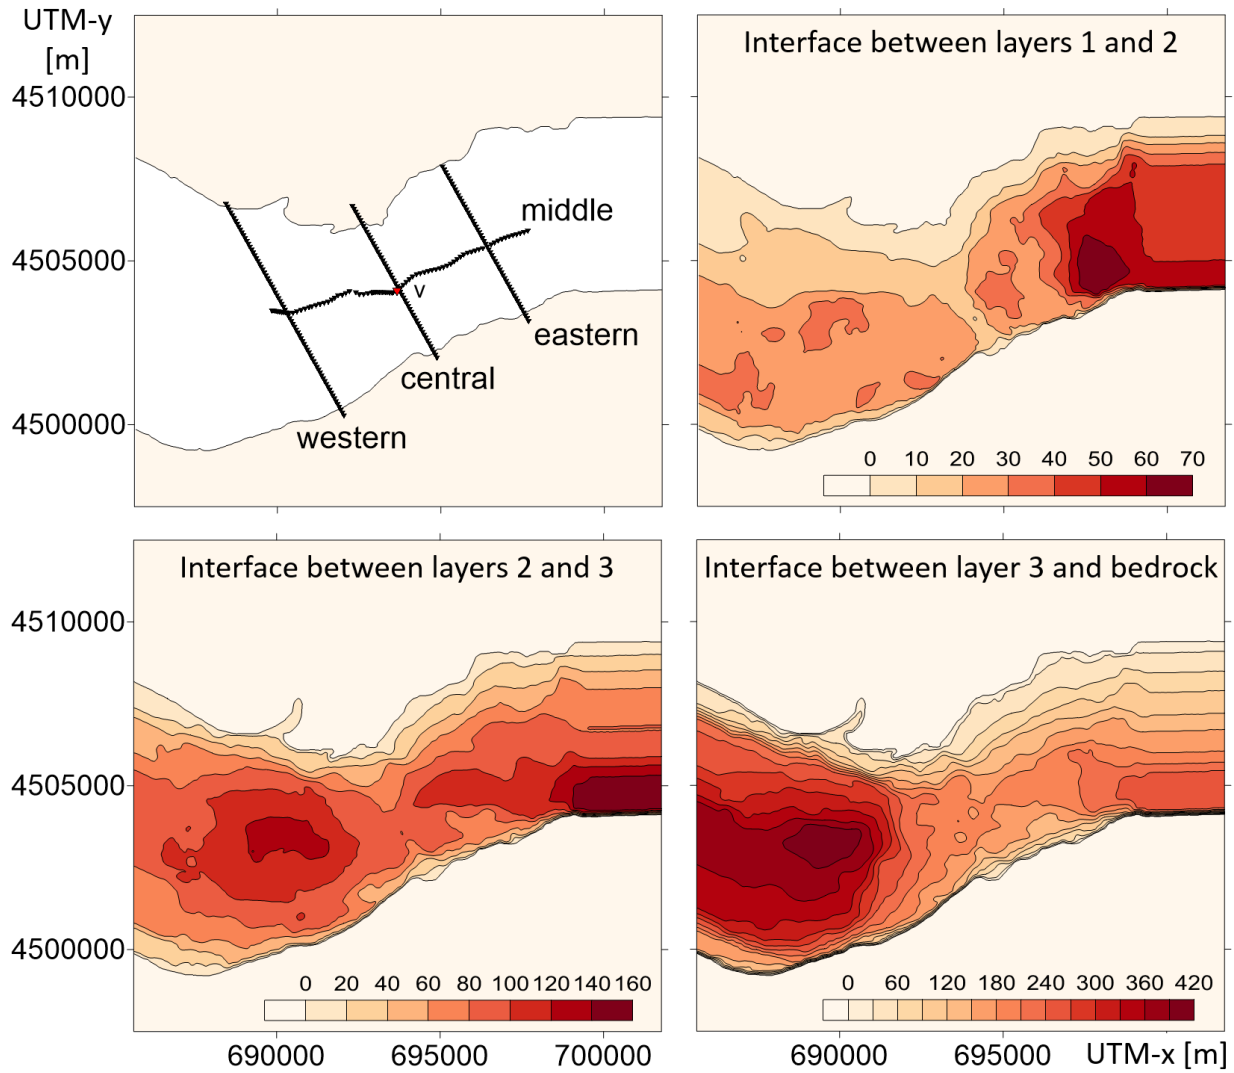 UTM-y
[m]
4510000
4505000
4500000
middle
v
eastern
central
western
Interface between layers 1 and 2
0 10 20 30 40 50 60 70
Interface between layers 2 and 3
4510000
4505000
4500000
0 20 40 60 80 100 120 140 160
690000 695000 700000
Interface between layer 3 and bedrock
0 60 120 180 240 300 360 420
690000 695000 UTM-x [m]